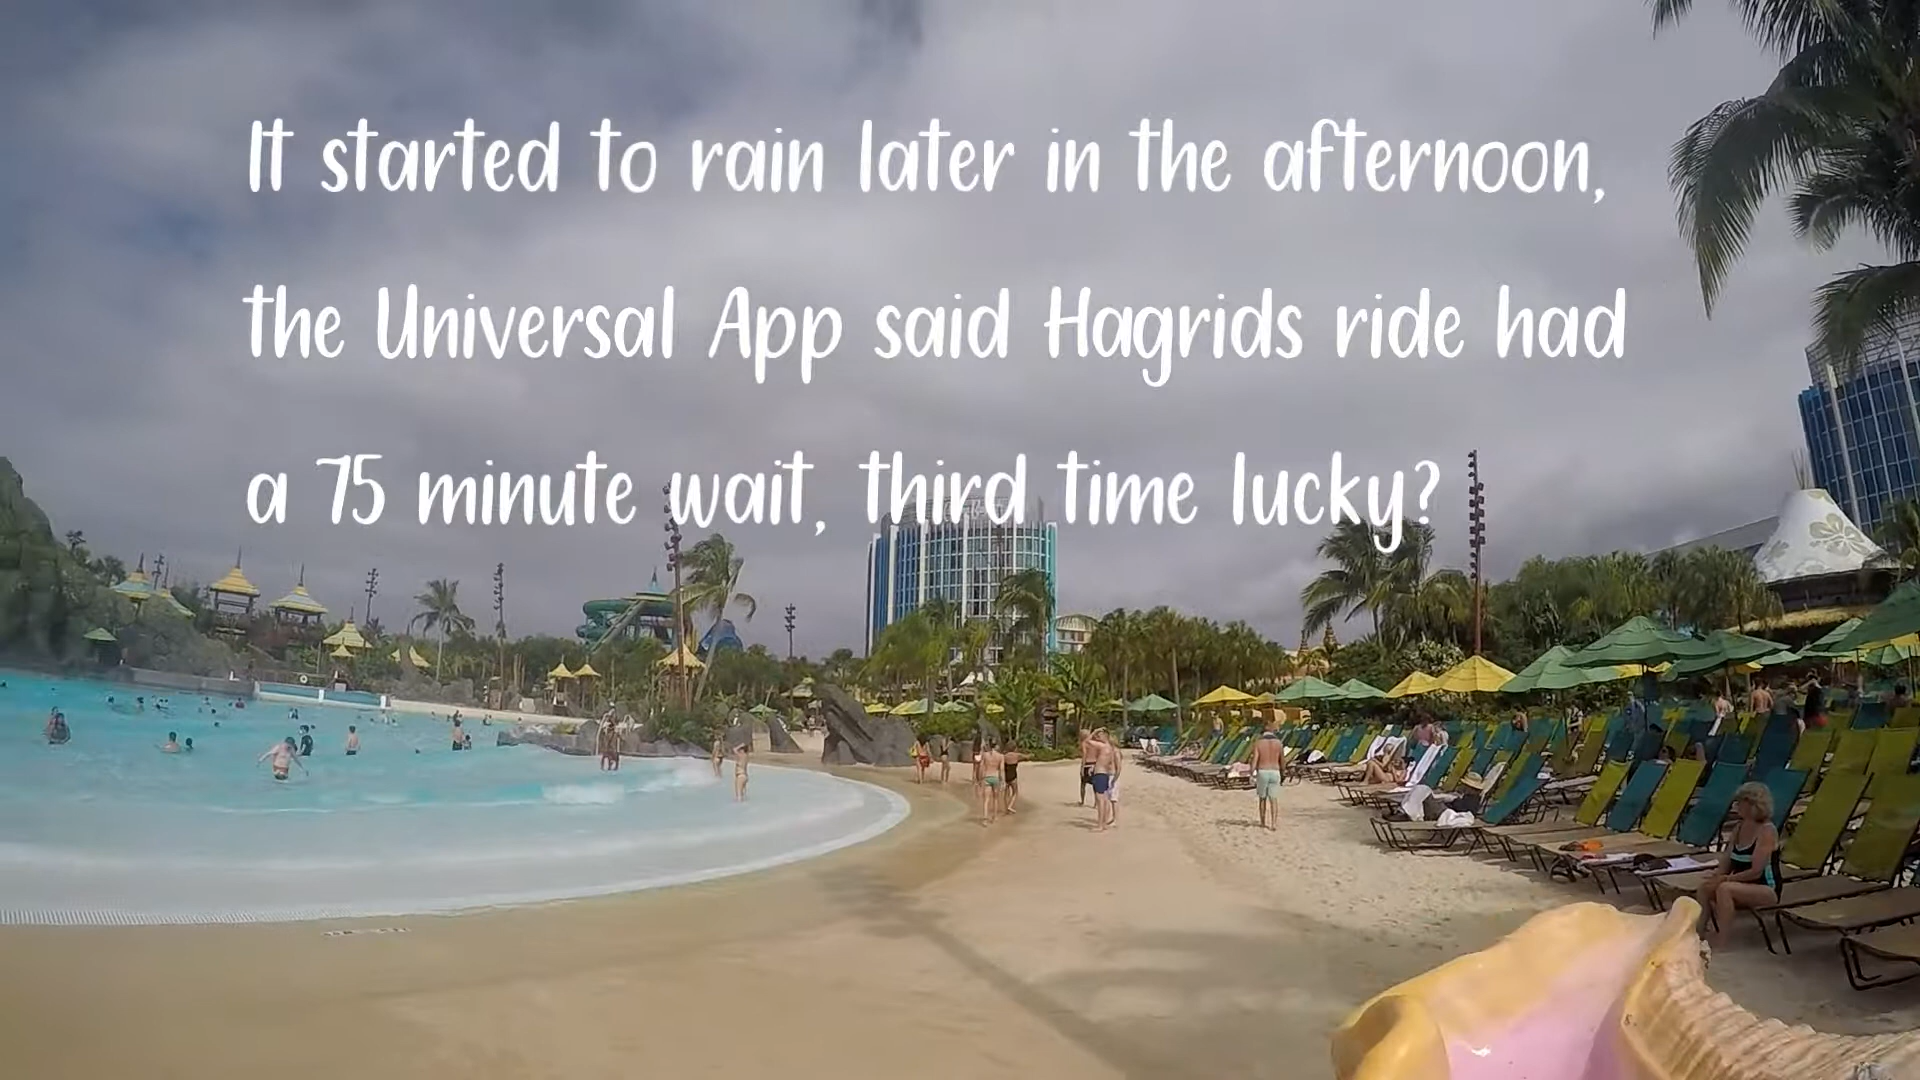 It started to rain later in the afternoon,
the Universal App said Hagrids ride had
a 75 minute wait, third time lucky?